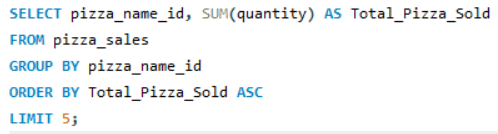 SELECT pizza_name_id, SUM(quantity) AS Total_Pizza_Sold
FROM pizza_sales
GROUP BY pizza_name_id
ORDER BY Total_Pizza_Sold ASC
LIMIT 5;